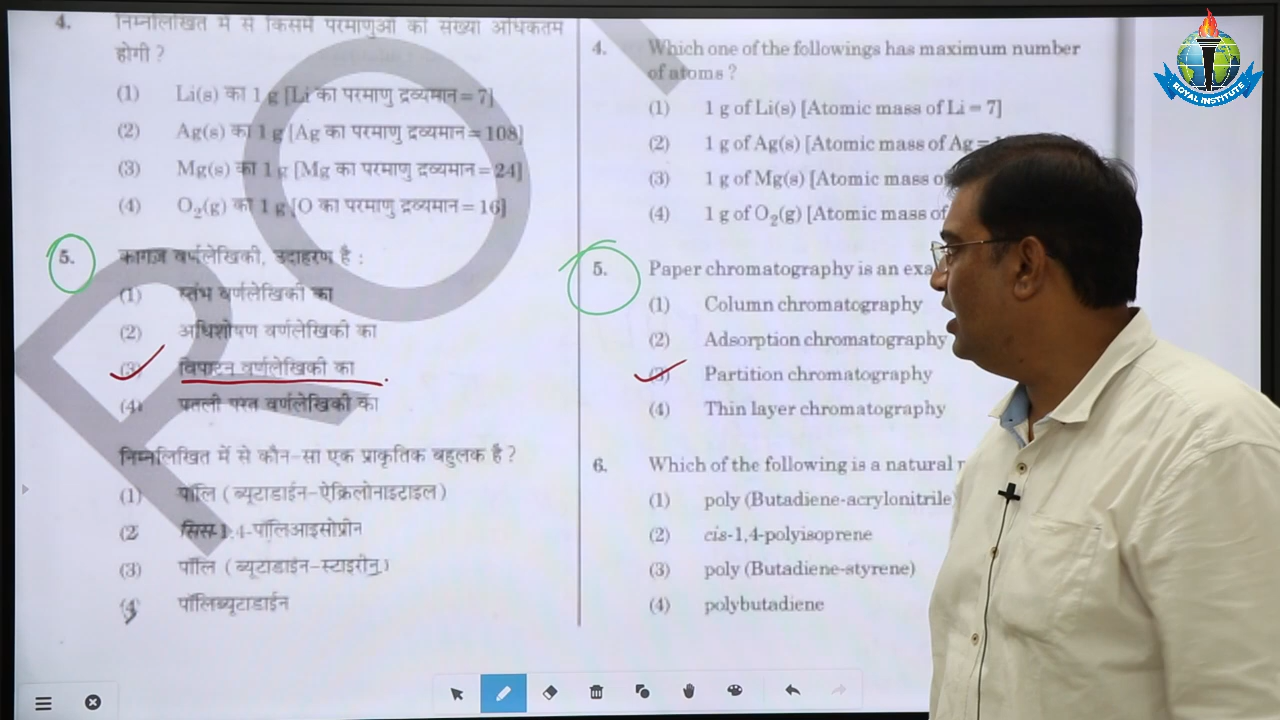 4. निम्नलिखित में से किसमें परमाणुओं की संख्या अधिकतम
होगी ?
(1) Li(s) का 1 g [Li का परमाणु द्रव्यमान = 7]
(2) Ag(s) का 1 g [Ag का परमाणु द्रव्यमान = 108]
(3) Mg(s) का 1 g [Mg का परमाणु द्रव्यमान = 24]
(4) O₂(g) का 1 g [O का परमाणु द्रव्यमान = 16]
5. कागज़ वर्णलेखिकी, उदाहरण है :
(1) स्तंभ वर्णलेखिकी का
(2) अधिशोषण वर्णलेखिकी का
(3) विपाटन वर्णलेखिकी का
(4) पतली परत वर्णलेखिकी का
निम्नलिखित में से कौन-सा एक प्राकृतिक बहुलक है ?
(1) पॉलि (ब्यूटाडाईन-ऐक्रिलोनाइटाइल)
(2 सिस-1,4-पॉलिआइसोप्रीन
(3) पॉलि (ब्यूटाडाईन-स्टाइरीन)
(4 पॉलिब्यूटाडाईन
4. Which one of the followings has maximum number
of atoms ?
(1) 1 g of Li(s) [Atomic mass of Li = 7]
(2) 1 g of Ag(s) [Atomic mass of Ag =
(3) 1 g of Mg(s) [Atomic mass o
(4) 1 g of O₂(g) [Atomic mass of
5. Paper chromatography is an exa
(1) Column chromatography
(2) Adsorption chromatography
(3) Partition chromatography
(4) Thin layer chromatography
6. Which of the following is a natural
(1) poly (Butadiene-acrylonitrile)
(2) cis-1,4-polyisoprene
(3) poly (Butadiene-styrene)
(4) polybutadiene
ROYAL INSTITUTE